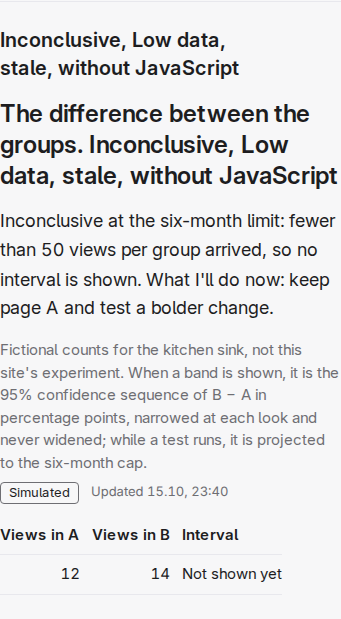 Inconclusive, Low data,
stale, without JavaScript
The difference between the
groups. Inconclusive, Low
data, stale, without JavaScript
Inconclusive at the six-month limit: fewer
than 50 views per group arrived, so no
interval is shown. What I'll do now: keep
page A and test a bolder change.
Fictional counts for the kitchen sink, not this
site's experiment. When a band is shown, it is the
95% confidence sequence of B − A in
percentage points, narrowed at each look and
never widened; while a test runs, it is projected
to the six-month cap.
Simulated Updated 15.10, 23:40
Views in A Views in B Interval
12 14 Not shown yet